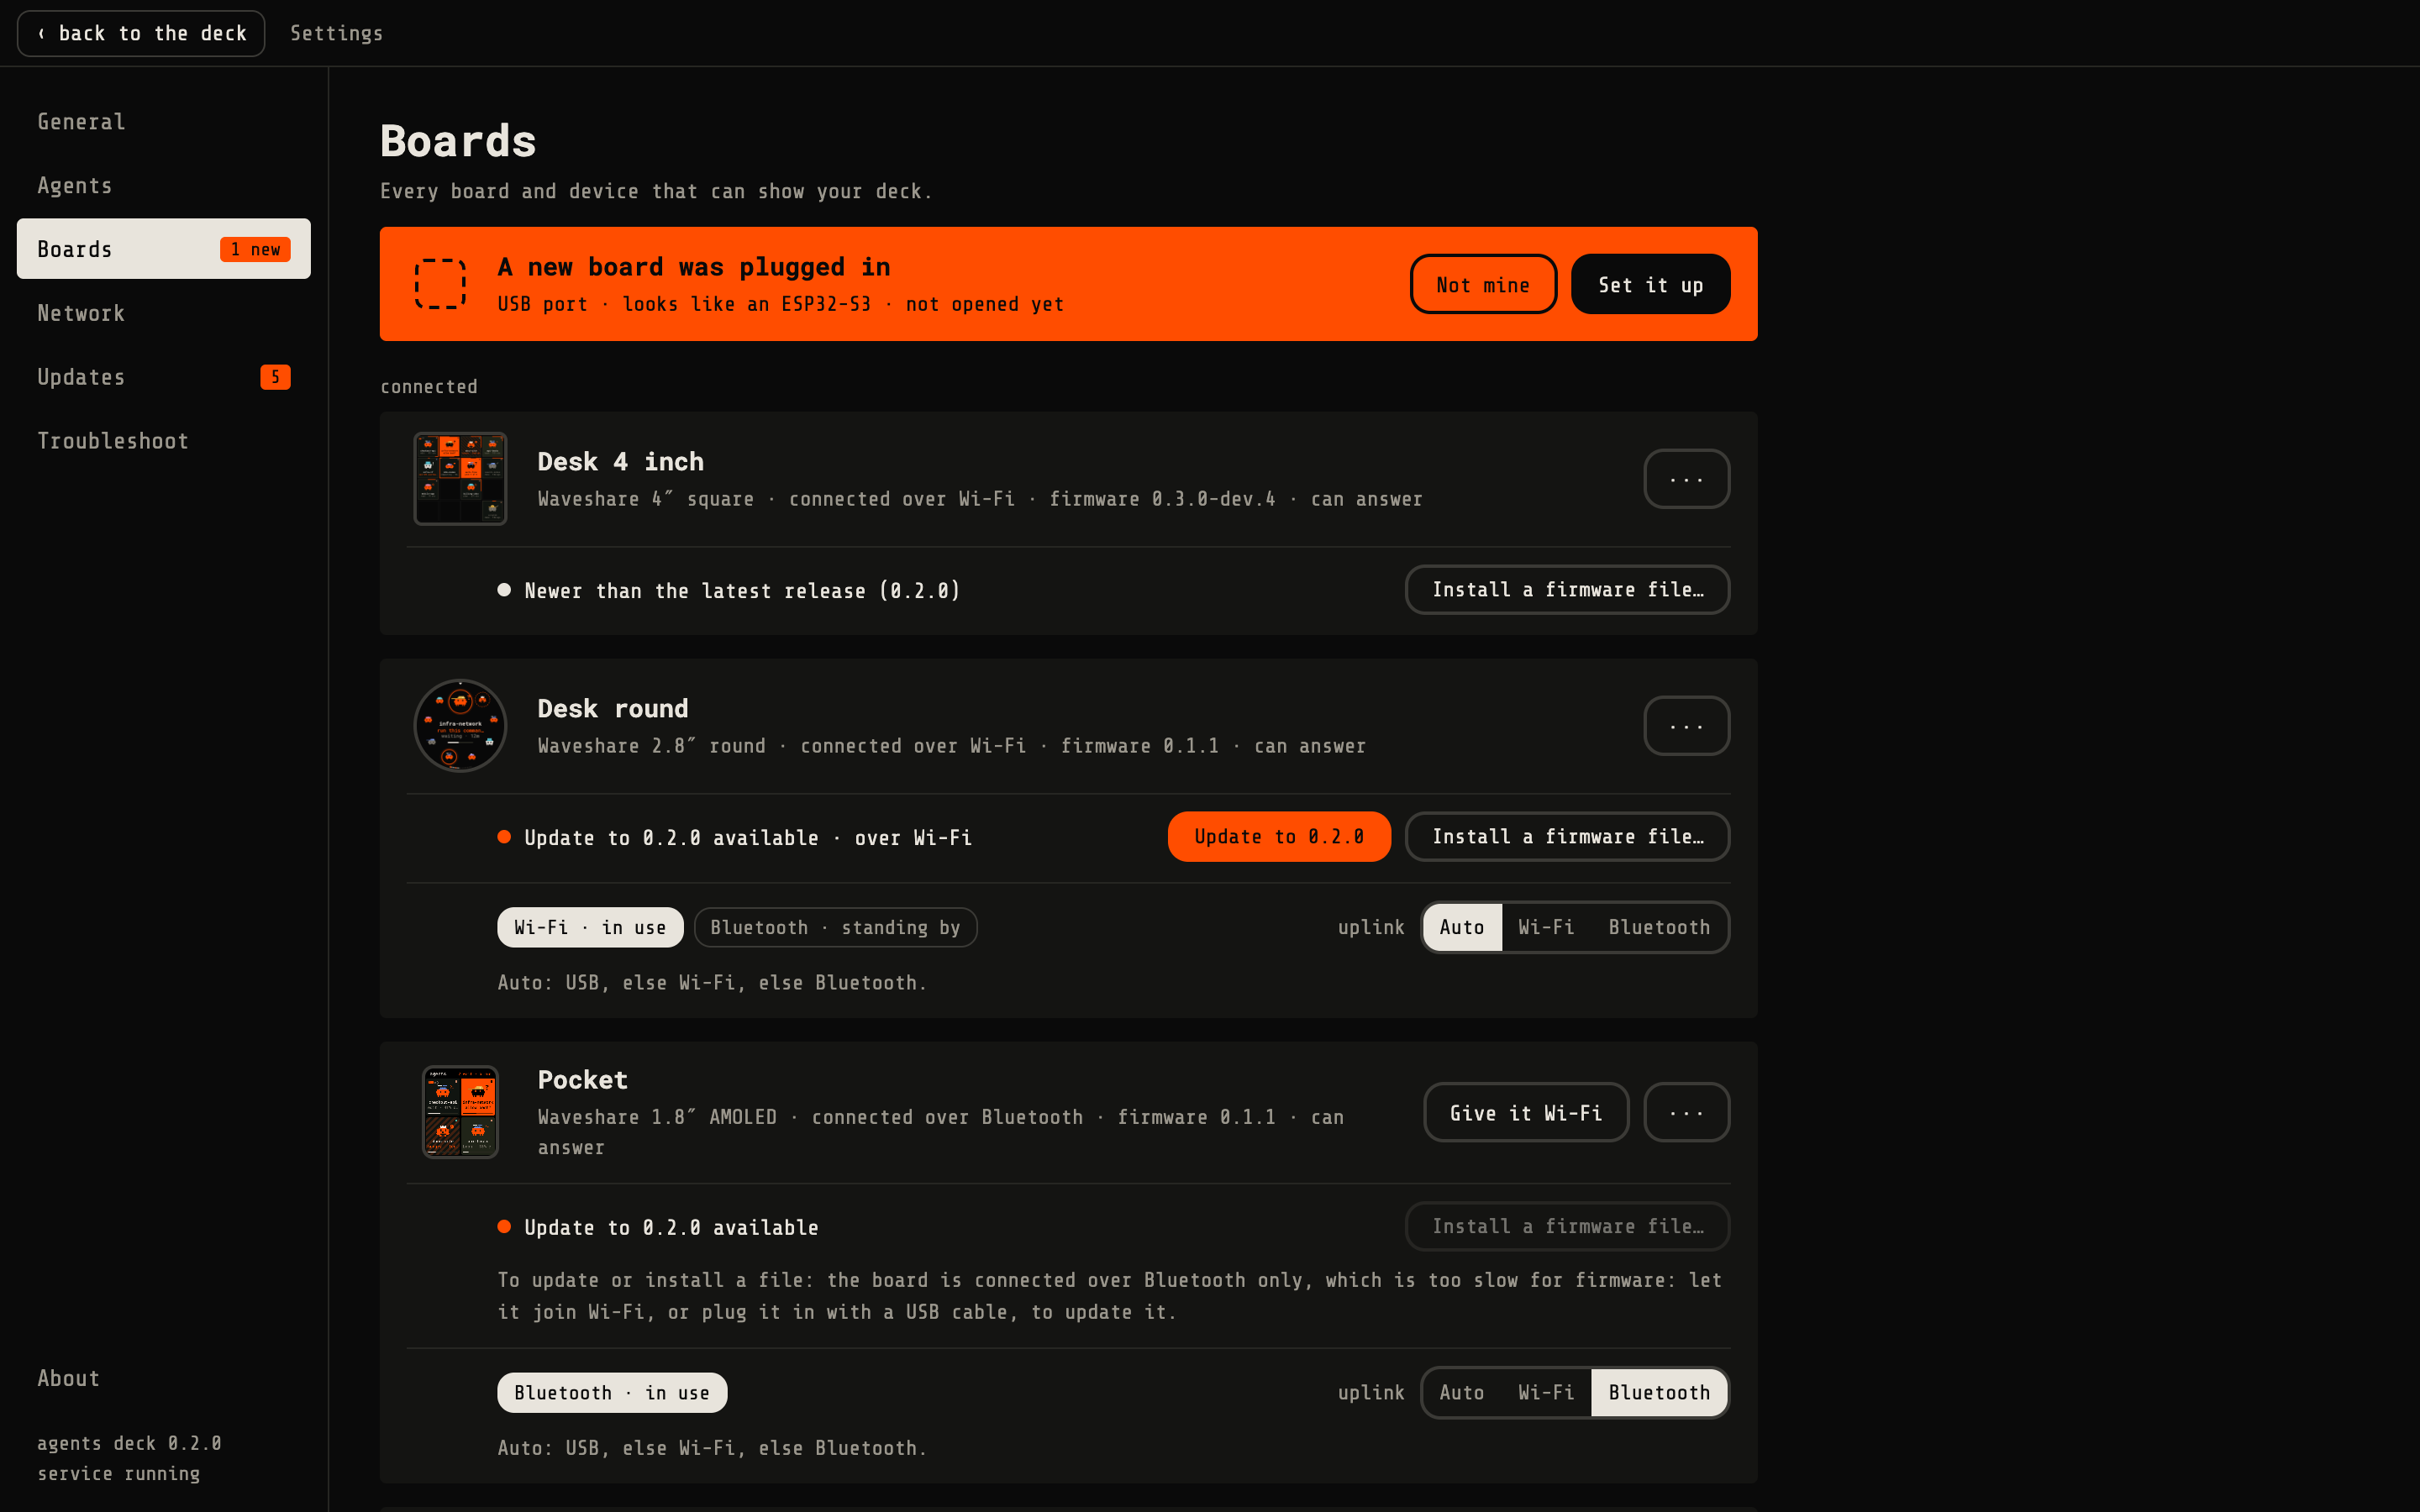 ‹ back to the deck
Settings
General
Agents
Boards
1 new
Network
Updates
5
Troubleshoot
About
agents deck 0.2.0
service running
Boards
Every board and device that can show your deck.
A new board was plugged in
USB port · looks like an ESP32-S3 · not opened yet
Not mine
Set it up
connected
Desk 4 inch
Waveshare 4″ square · connected over Wi-Fi · firmware 0.3.0-dev.4 · can answer
···
Newer than the latest release (0.2.0)
Install a firmware file…
Desk round
Waveshare 2.8″ round · connected over Wi-Fi · firmware 0.1.1 · can answer
···
infra-network
Update to 0.2.0 available · over Wi-Fi
Update to 0.2.0
Install a firmware file…
Wi-Fi · in use
Bluetooth · standing by
uplink
Auto
Wi-Fi
Bluetooth
Auto: USB, else Wi-Fi, else Bluetooth.
Pocket
Waveshare 1.8″ AMOLED · connected over Bluetooth · firmware 0.1.1 · can
answer
Give it Wi-Fi
···
Update to 0.2.0 available
Install a firmware file…
To update or install a file: the board is connected over Bluetooth only, which is too slow for firmware: let
it join Wi-Fi, or plug it in with a USB cable, to update it.
Bluetooth · in use
uplink
Auto
Wi-Fi
Bluetooth
Auto: USB, else Wi-Fi, else Bluetooth.